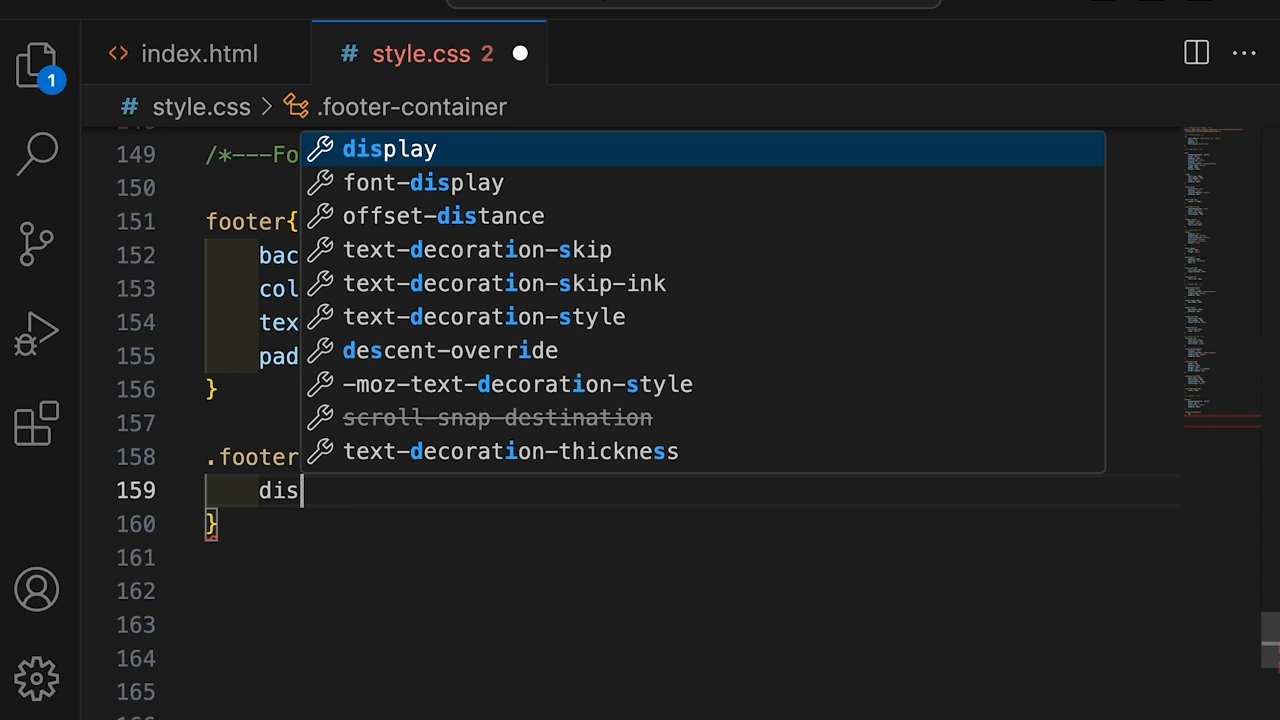 index.html
# style.css 2
1
# style.css > .footer-container
149 /*---Fo
150
151 footer{
152 bac
153 col
154 tex
155 pad
156 }
157
158 .footer
159 dis
160 }
161
162
163
164
165
display
font-display
offset-distance
text-decoration-skip
text-decoration-skip-ink
text-decoration-style
descent-override
-moz-text-decoration-style
scroll-snap-destination
text-decoration-thickness